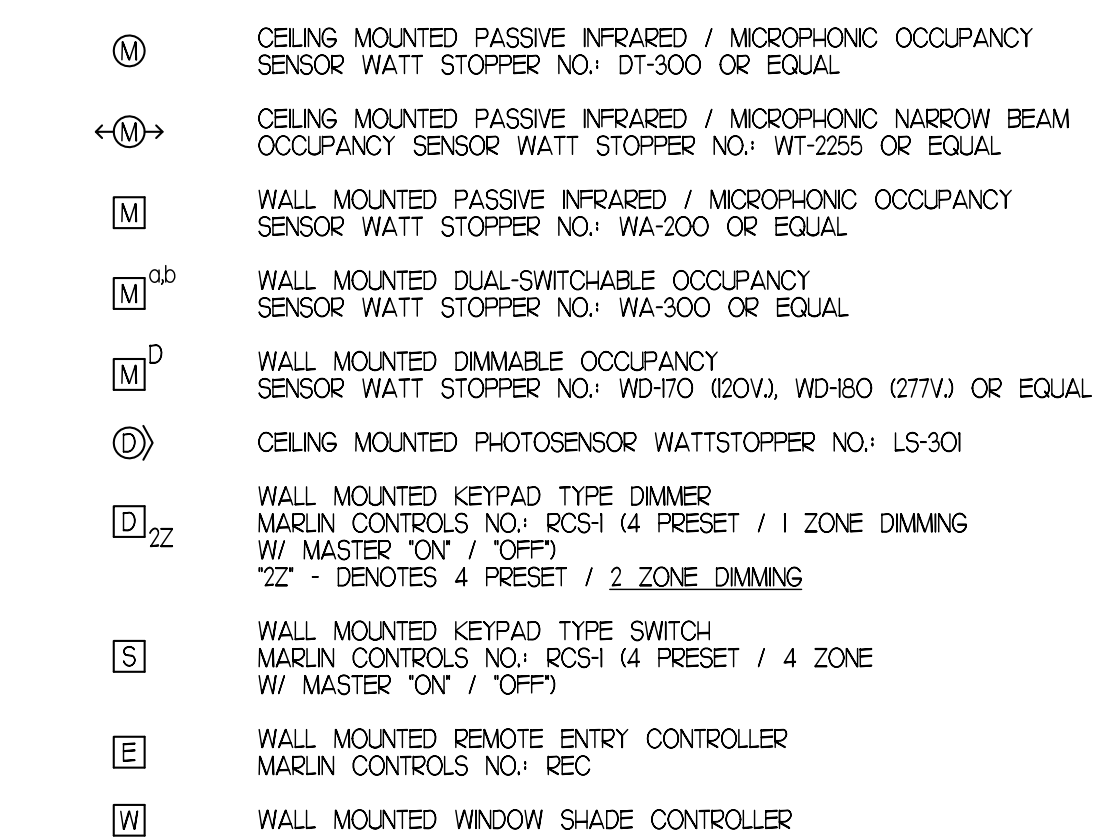 M CEILING MOUNTED PASSIVE INFRARED / MICROPHONIC OCCUPANCY
SENSOR WATT STOPPER NO.: DT-300 OR EQUAL
M CEILING MOUNTED PASSIVE INFRARED / MICROPHONIC NARROW BEAM
OCCUPANCY SENSOR WATT STOPPER NO.: WT-2255 OR EQUAL
M WALL MOUNTED PASSIVE INFRARED / MICROPHONIC OCCUPANCY
SENSOR WATT STOPPER NO.: WA-200 OR EQUAL
M a,b WALL MOUNTED DUAL-SWITCHABLE OCCUPANCY
SENSOR WATT STOPPER NO.: WA-300 OR EQUAL
M D WALL MOUNTED DIMMABLE OCCUPANCY
SENSOR WATT STOPPER NO.: WD-170 (120V.), WD-180 (277V.) OR EQUAL
D CEILING MOUNTED PHOTOSENSOR WATTSTOPPER NO.: LS-301
WALL MOUNTED KEYPAD TYPE DIMMER
D 2Z MARLIN CONTROLS NO.: RCS-1 (4 PRESET / 1 ZONE DIMMING
W/ MASTER "ON" / "OFF")
"2Z" - DENOTES 4 PRESET / 2 ZONE DIMMING
WALL MOUNTED KEYPAD TYPE SWITCH
S MARLIN CONTROLS NO.: RCS-1 (4 PRESET / 4 ZONE
W/ MASTER "ON" / "OFF")
E WALL MOUNTED REMOTE ENTRY CONTROLLER
MARLIN CONTROLS NO.: REC
W WALL MOUNTED WINDOW SHADE CONTROLLER